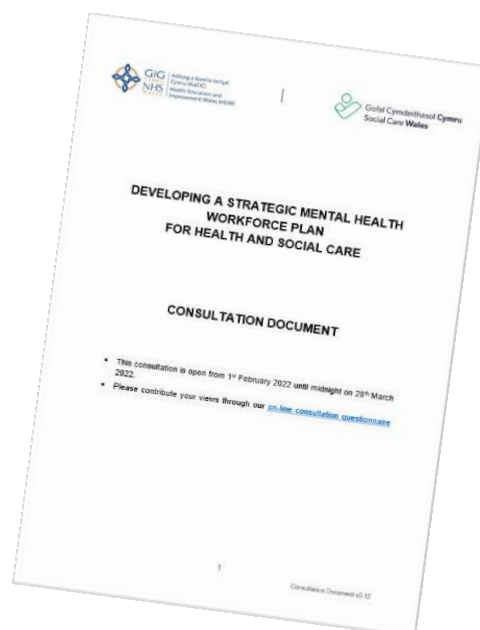 GIG
CYMRU
NHS
WALES
Addysg a Gwella Iechyd
Cymru (AaGIC)
Health Education and
Improvement Wales (HEIW)
Gofal Cymdeithasol Cymru
Social Care Wales
DEVELOPING A STRATEGIC MENTAL HEALTH
WORKFORCE PLAN
FOR HEALTH AND SOCIAL CARE
CONSULTATION DOCUMENT
• This consultation is open from 1st February 2022 until midnight on 28th March
2022.
• Please contribute your views through our on-line consultation questionnaire
1
Consultation Document v0.12